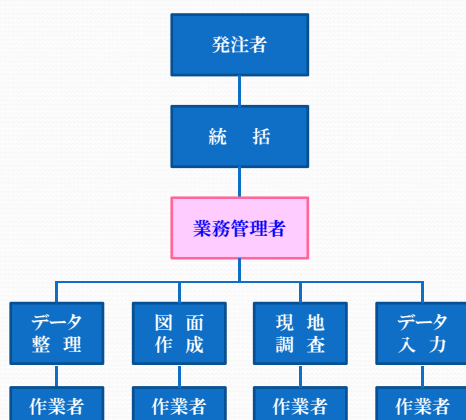 発注者
統　括
業務管理者
データ
整 理
図 面
作 成
現 地
調 査
データ
入 力
作業者
作業者
作業者
作業者